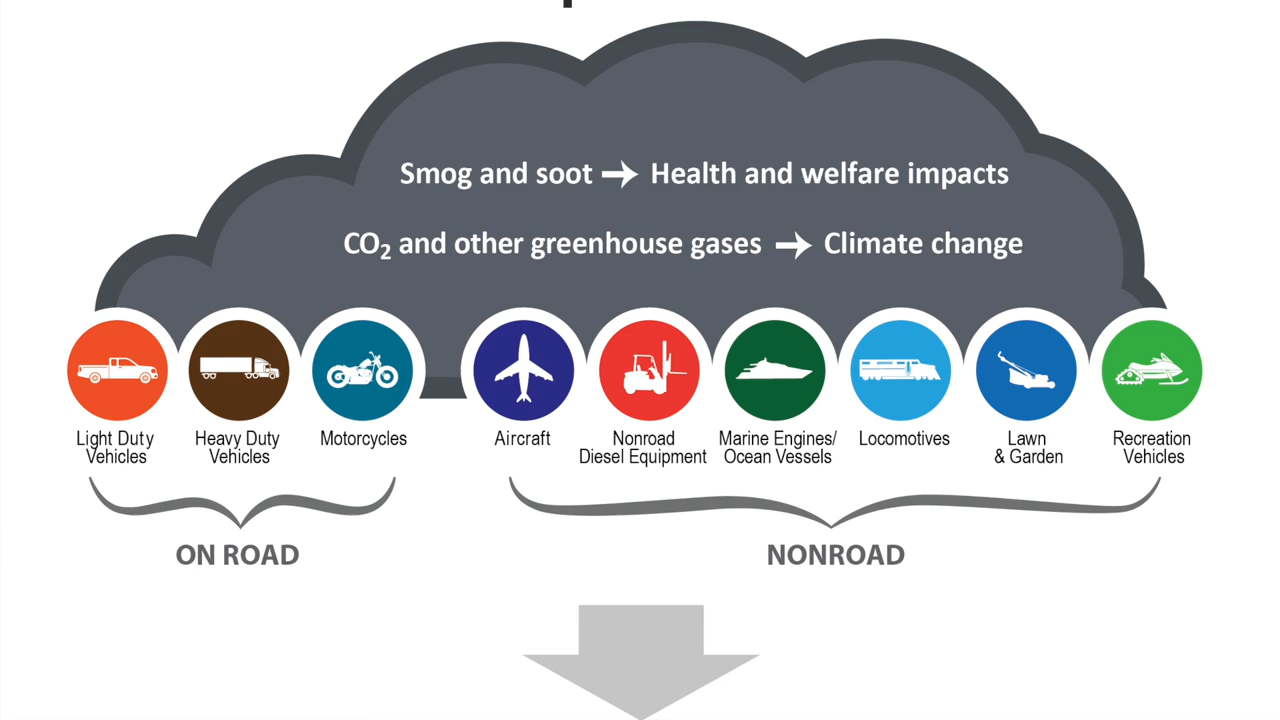 Smog and soot → Health and welfare impacts
CO₂ and other greenhouse gases → Climate change
Light Duty
Vehicles
Heavy Duty
Vehicles
Motorcycles
Aircraft
Nonroad
Diesel Equipment
Marine Engines/
Ocean Vessels
Locomotives
Lawn
& Garden
Recreation
Vehicles
ON ROAD
NONROAD